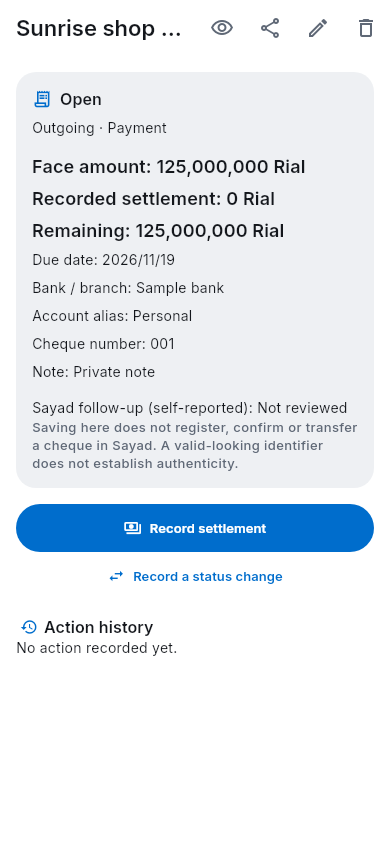 Sunrise shop ...
Open
Outgoing · Payment
Face amount: 125,000,000 Rial
Recorded settlement: 0 Rial
Remaining: 125,000,000 Rial
Due date: 2026/11/19
Bank / branch: Sample bank
Account alias: Personal
Cheque number: 001
Note: Private note
Sayad follow-up (self-reported): Not reviewed
Saving here does not register, confirm or transfer
a cheque in Sayad. A valid-looking identifier
does not establish authenticity.
Record settlement
Record a status change
Action history
No action recorded yet.